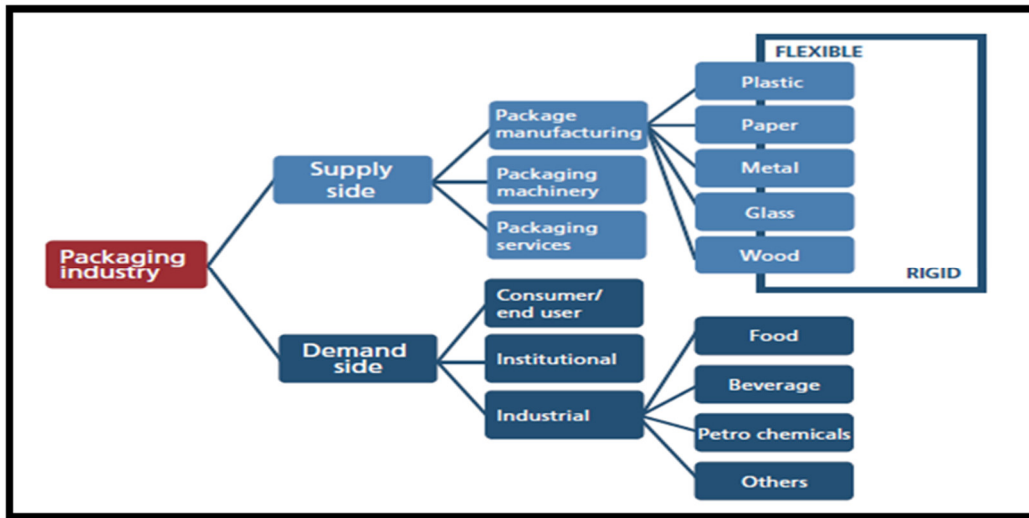 Packaging
industry
Supply
side
Package
manufacturing
Packaging
machinery
Packaging
services
FLEXIBLE
Plastic
Paper
Metal
Glass
Wood
RIGID
Demand
side
Consumer/
end user
Institutional
Industrial
Food
Beverage
Petro chemicals
Others